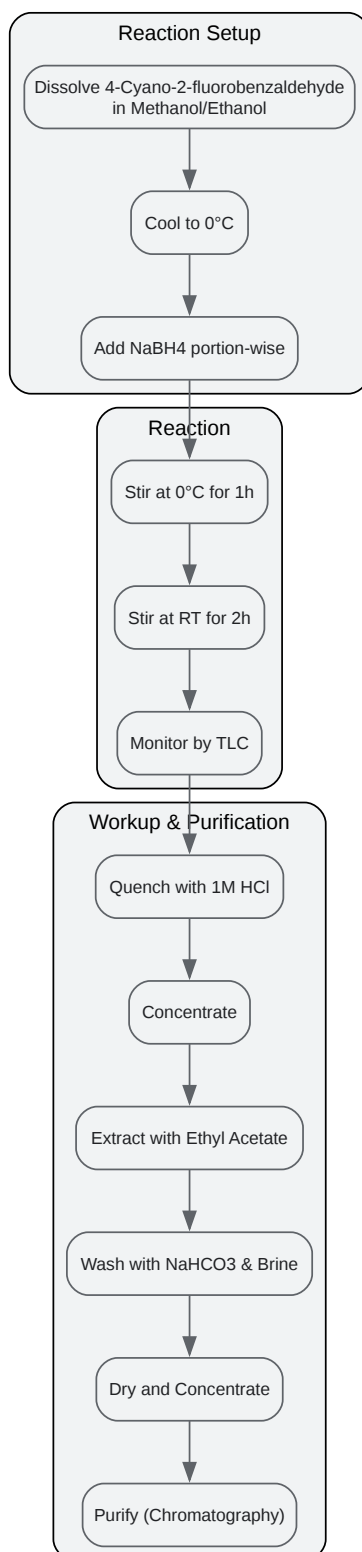 Reaction Setup
Dissolve 4-Cyano-2-fluorobenzaldehyde
in Methanol/Ethanol
Cool to 0°C
Add NaBH4 portion-wise
Reaction
Stir at 0°C for 1h
Stir at RT for 2h
Monitor by TLC
Workup & Purification
Quench with 1M HCl
Concentrate
Extract with Ethyl Acetate
Wash with NaHCO3 & Brine
Dry and Concentrate
Purify (Chromatography)